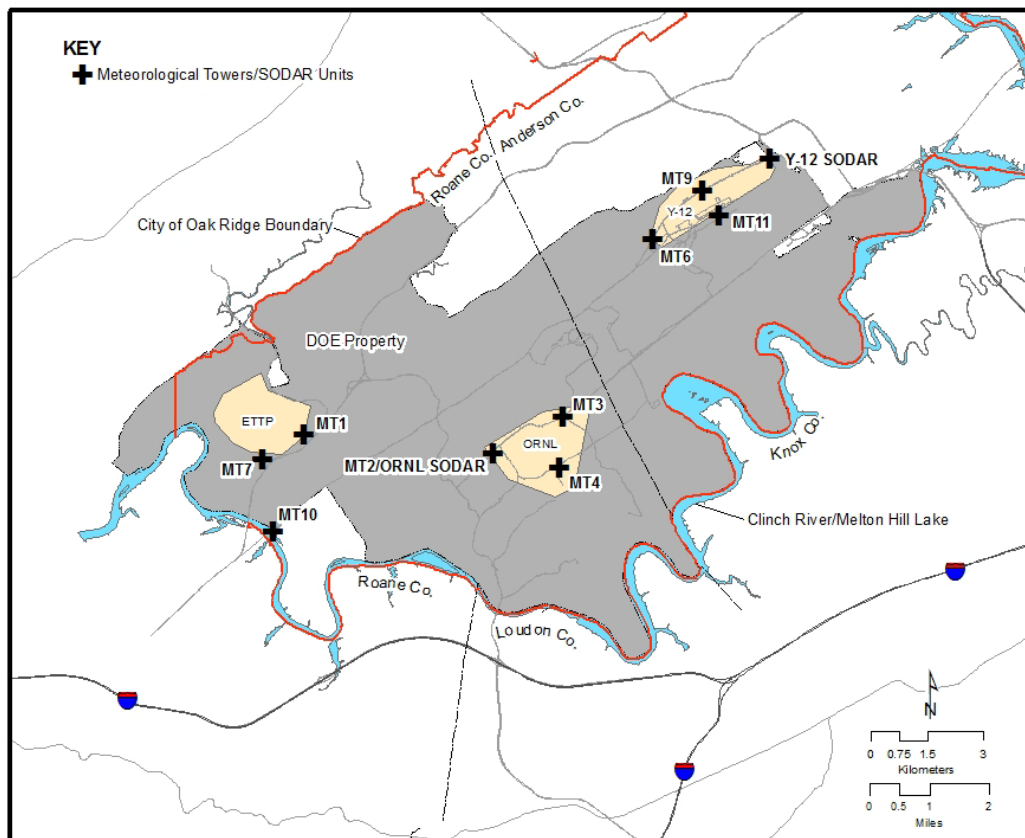 KEY
Meteorological Towers/SODAR Units
Roane Co.
Anderson Co.
City of Oak Ridge Boundary
Y-12 SODAR
MT9
Y-12
MT11
MT6
DOE Property
ETTP
MT1
MT7
MT3
ORNL
MT2/ORNL SODAR
MT4
Knox Co.
MT10
Clinch River/Melton Hill Lake
Roane Co.
Loudon Co.
N
0 0.75 1.5 3
Kilometers
0 0.5 1 2
Miles